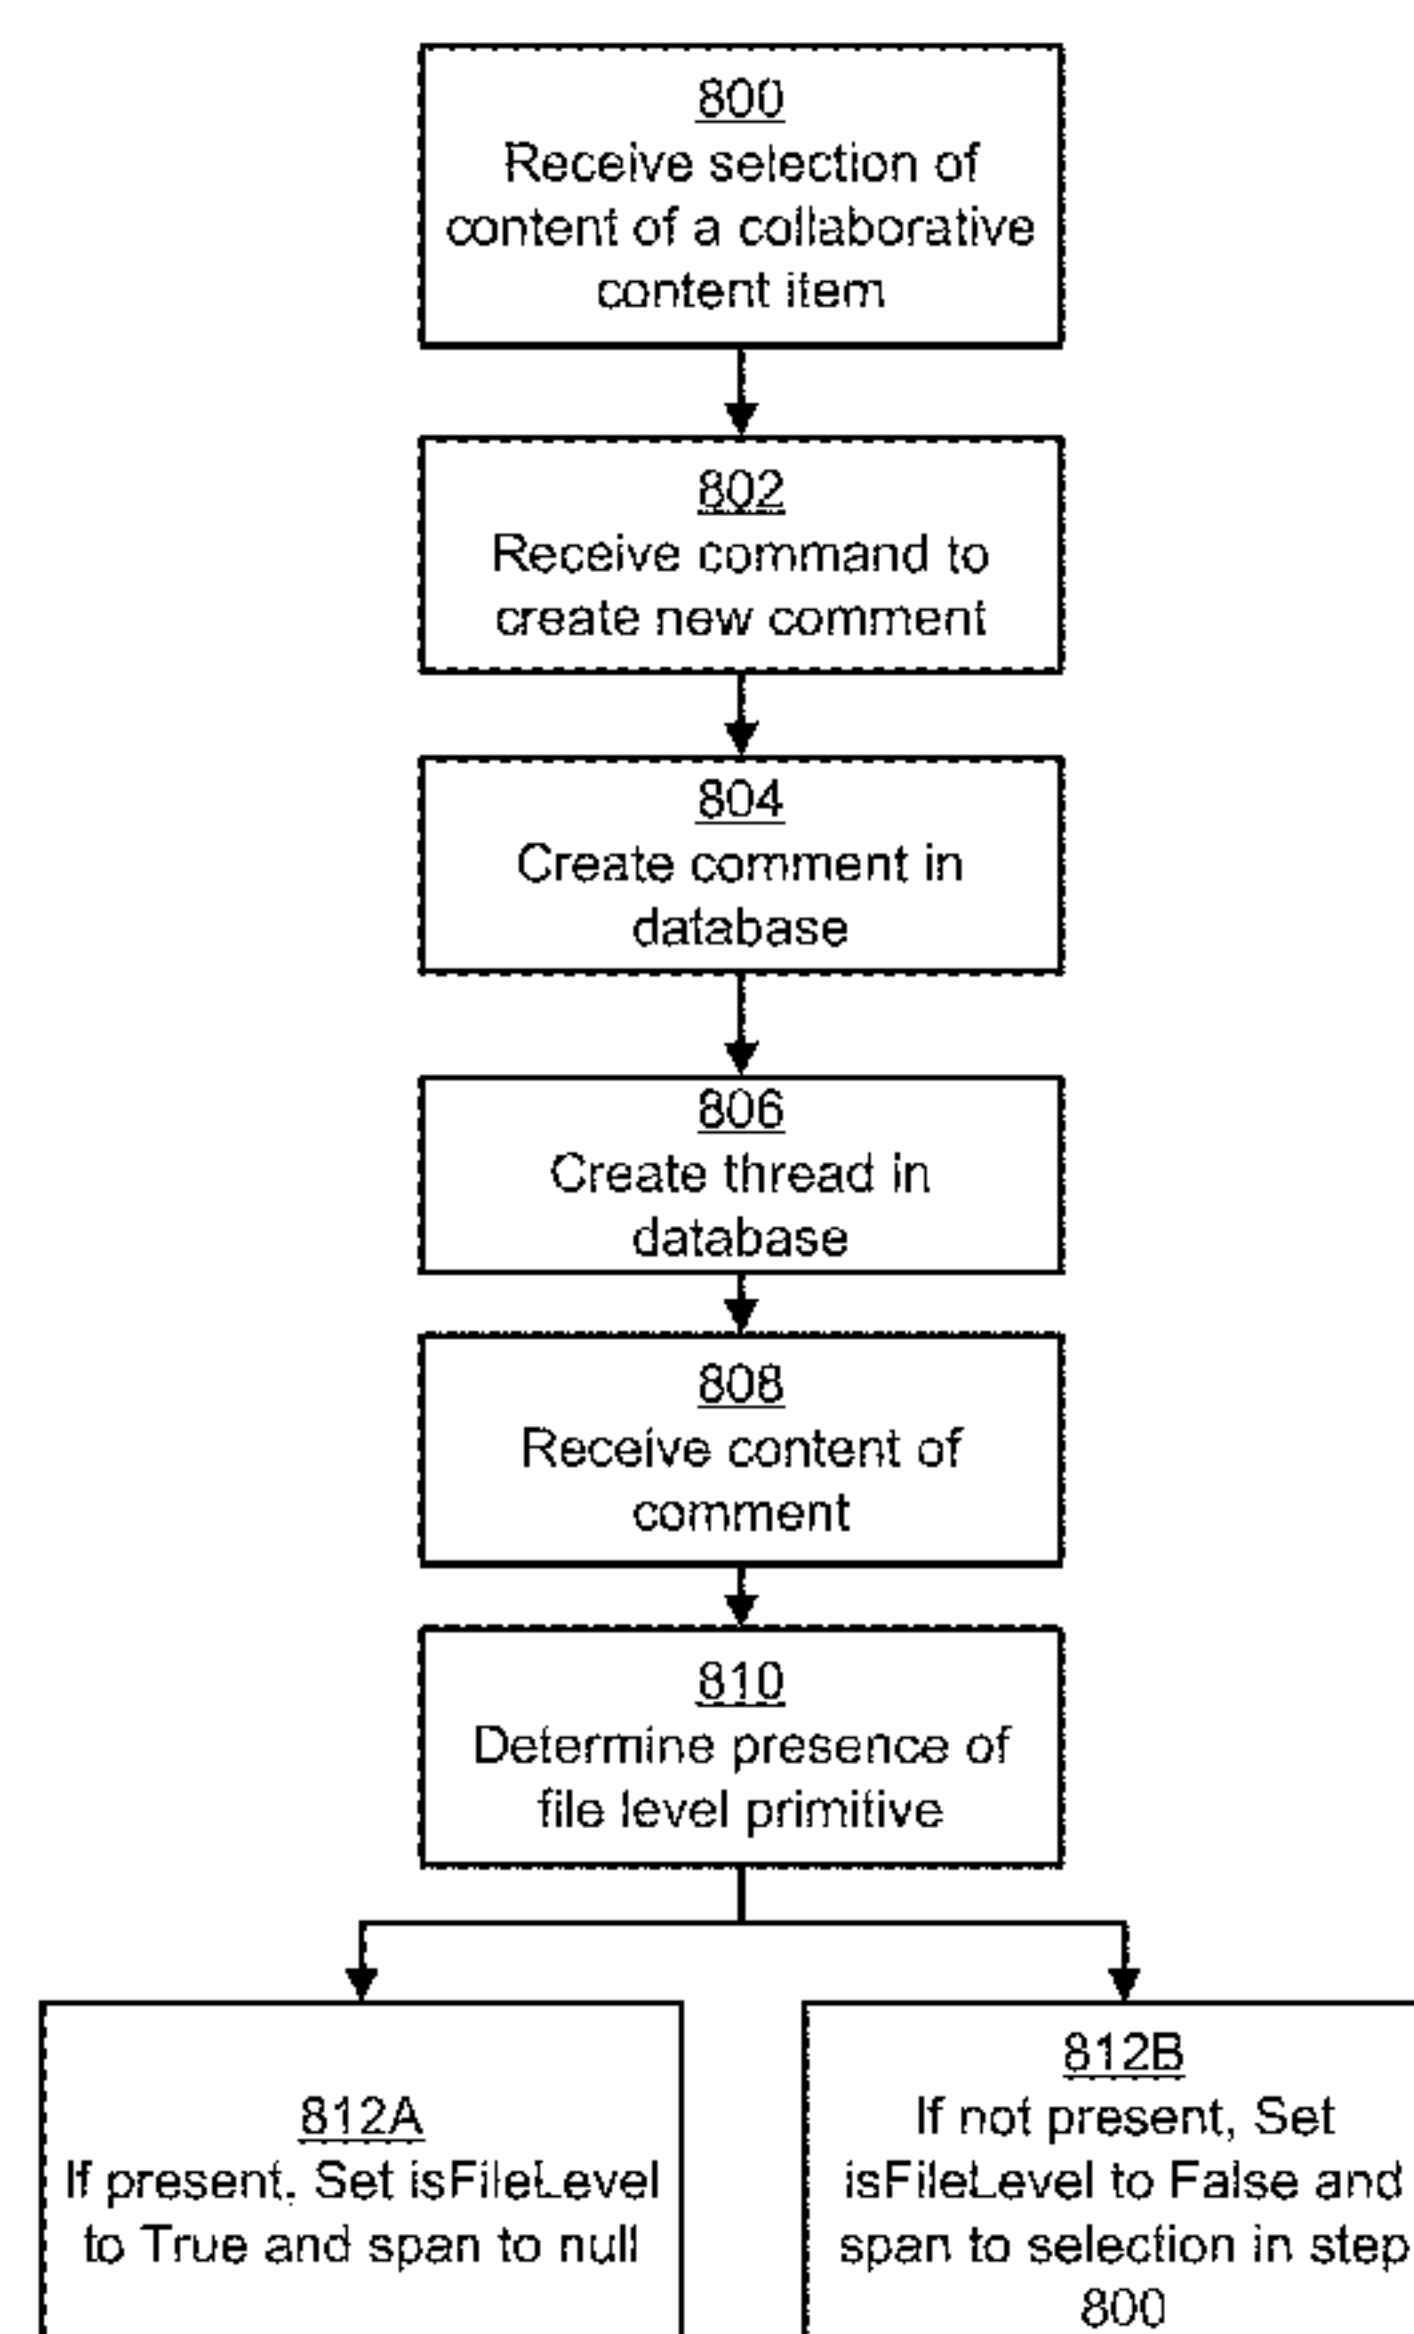 800
Receive selection of
content of a collaborative
content item
802
Receive command to
create new comment
804
Create comment in
database
806
Create thread in
database
808
Receive content of
comment
810
Determine presence of
file level primitive
812A
If present, Set isFileLevel
to True and span to null
812B
If not present, Set
isFileLevel to False and
span to selection in step
800